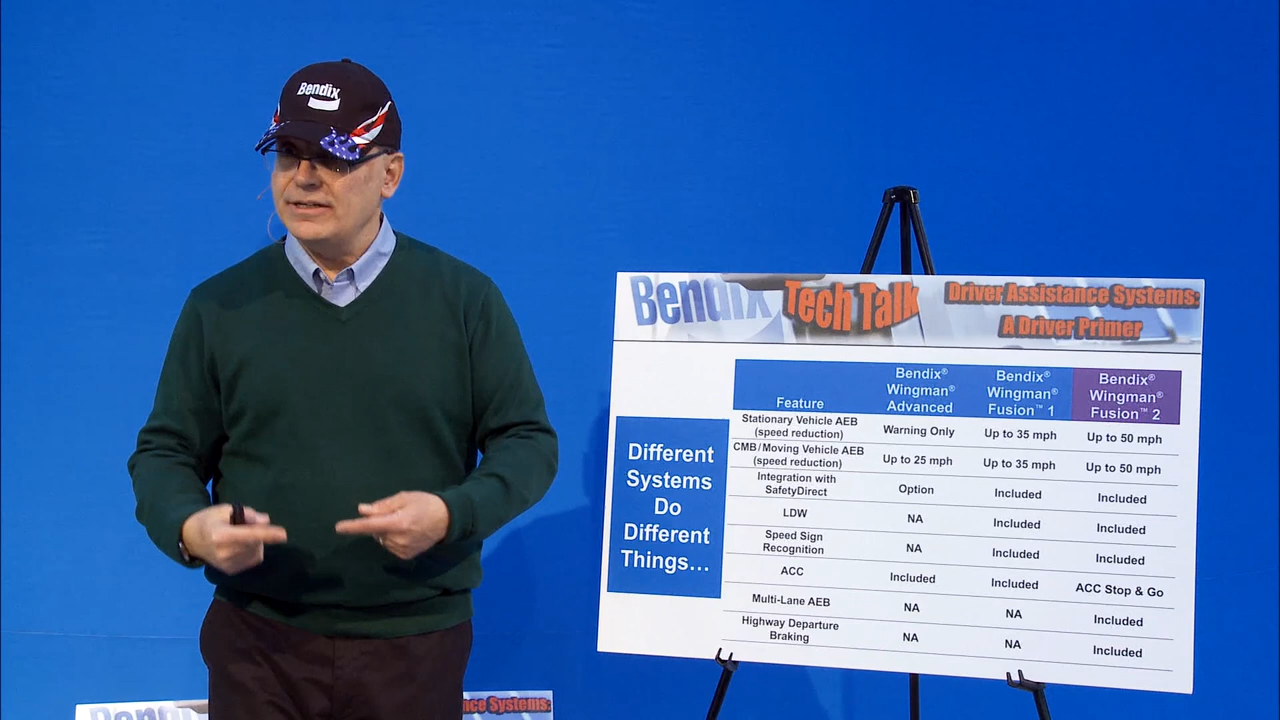 Bendix
Bendix Tech Talk
Driver Assistance Systems:
A Driver Primer
Different
Systems
Do
Different
Things...
Feature
Bendix®
Wingman®
Advanced
Bendix®
Wingman®
Fusion™ 1
Bendix®
Wingman®
Fusion™ 2
Stationary Vehicle AEB
(speed reduction)
Warning Only
Up to 35 mph
Up to 50 mph
CMB/Moving Vehicle AEB
(speed reduction)
Up to 25 mph
Up to 35 mph
Up to 50 mph
Integration with
SafetyDirect
Option
Included
Included
LDW
NA
Included
Included
Speed Sign
Recognition
NA
Included
Included
ACC
Included
Included
ACC Stop & Go
Multi-Lane AEB
NA
NA
Included
Highway Departure
Braking
NA
NA
Included
Bendix
Systems: